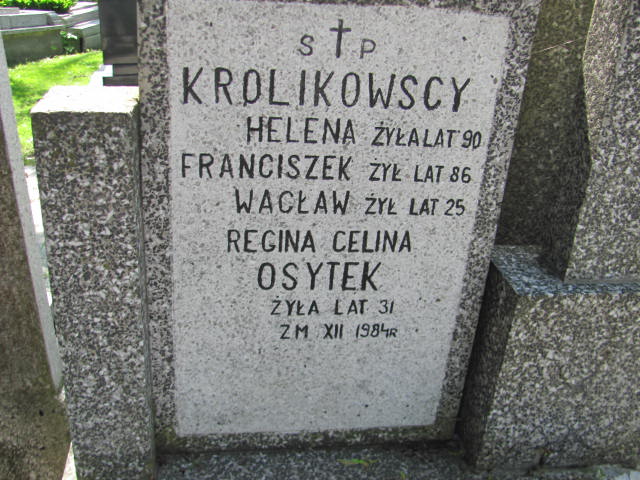 S † P
KROLIKOWSCY
HELENA ŻYŁA LAT 90
FRANCISZEK ŻYŁ LAT 86
WACŁAW ŻYŁ LAT 25
REGINA CELINA
OSYTEK
ŻYŁA LAT 31
ZM XII 1984R